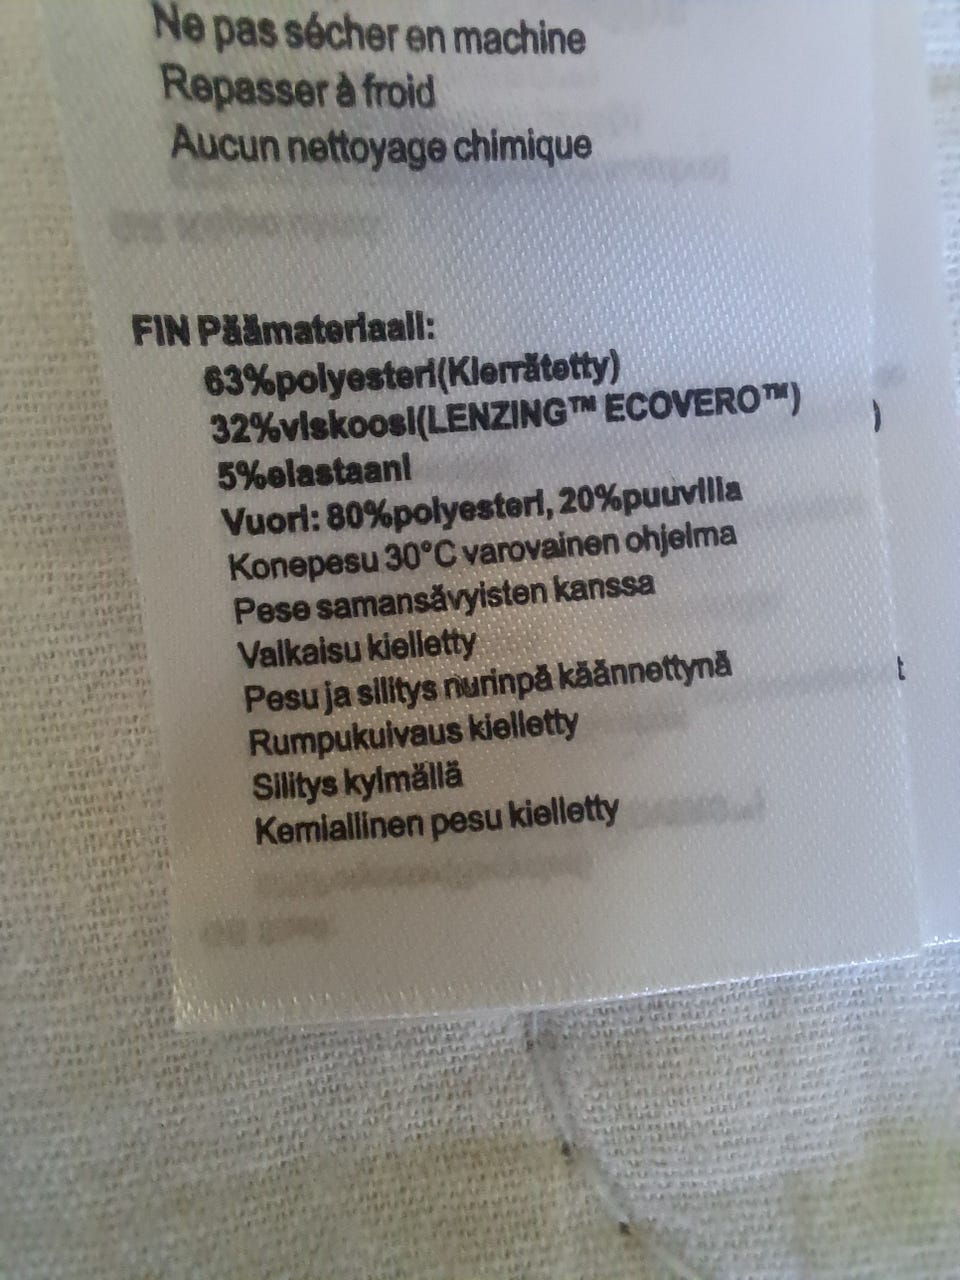 Ne pas sécher en machine
Repasser à froid
Aucun nettoyage chimique
FIN Päämateriaali:
63%polyesteri(Kierrätetty)
32%viskoosi(LENZING™ ECOVERO™)
5%elastaani
Vuori: 80%polyesteri, 20%puuvilla
Konepesu 30°C varovainen ohjelma
Pese samansävyisten kanssa
Valkaisu kielletty
Pesu ja silitys nurinpä käännettynä
Rumpukuivaus kielletty
Silitys kylmällä
Kemiallinen pesu kielletty